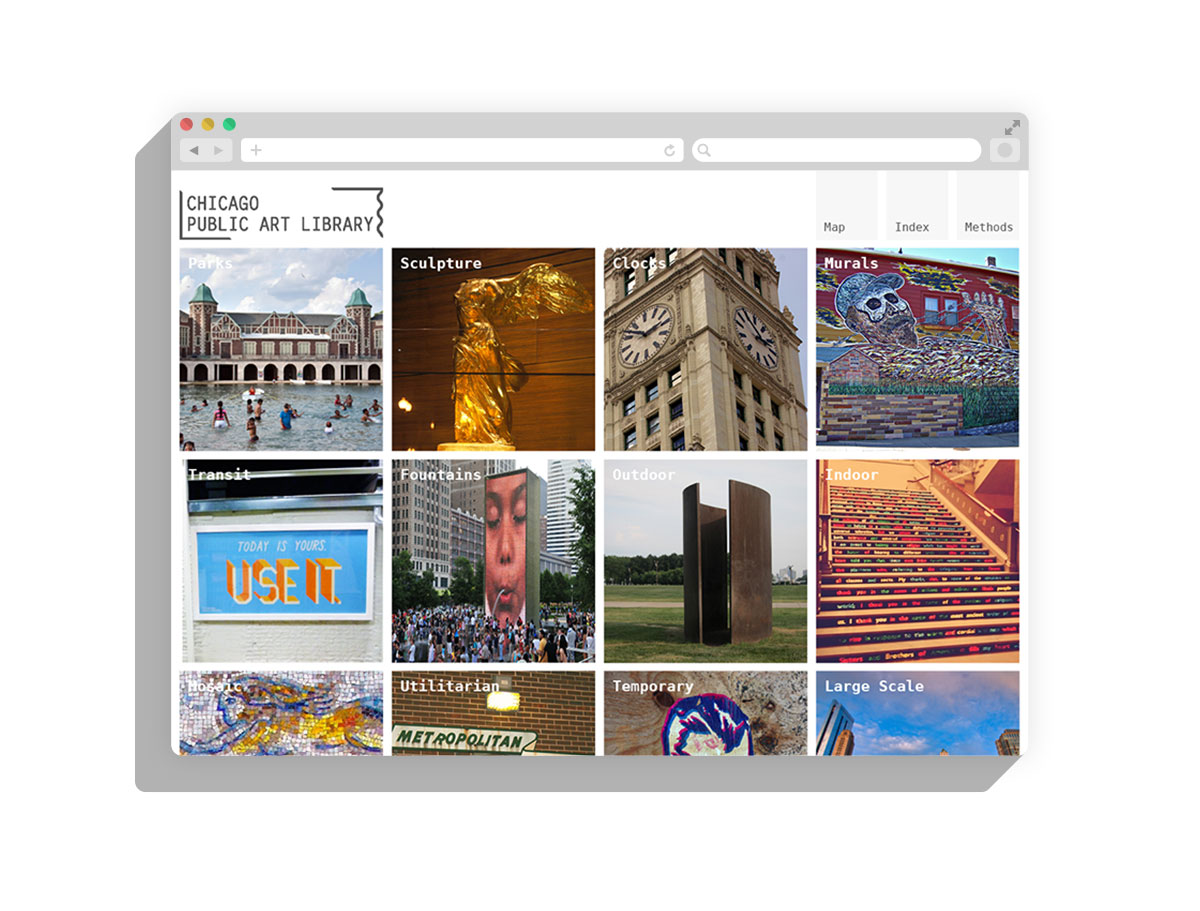 CHICAGO
PUBLIC ART LIBRARY
Map
Index
Methods
Parks
Sculpture
Clocks
Murals
Transit
Fountains
Outdoor
Indoor
TODAY IS YOURS.
USE IT.
Mosaic
Utilitarian
Temporary
Large Scale
METROPOLITAN